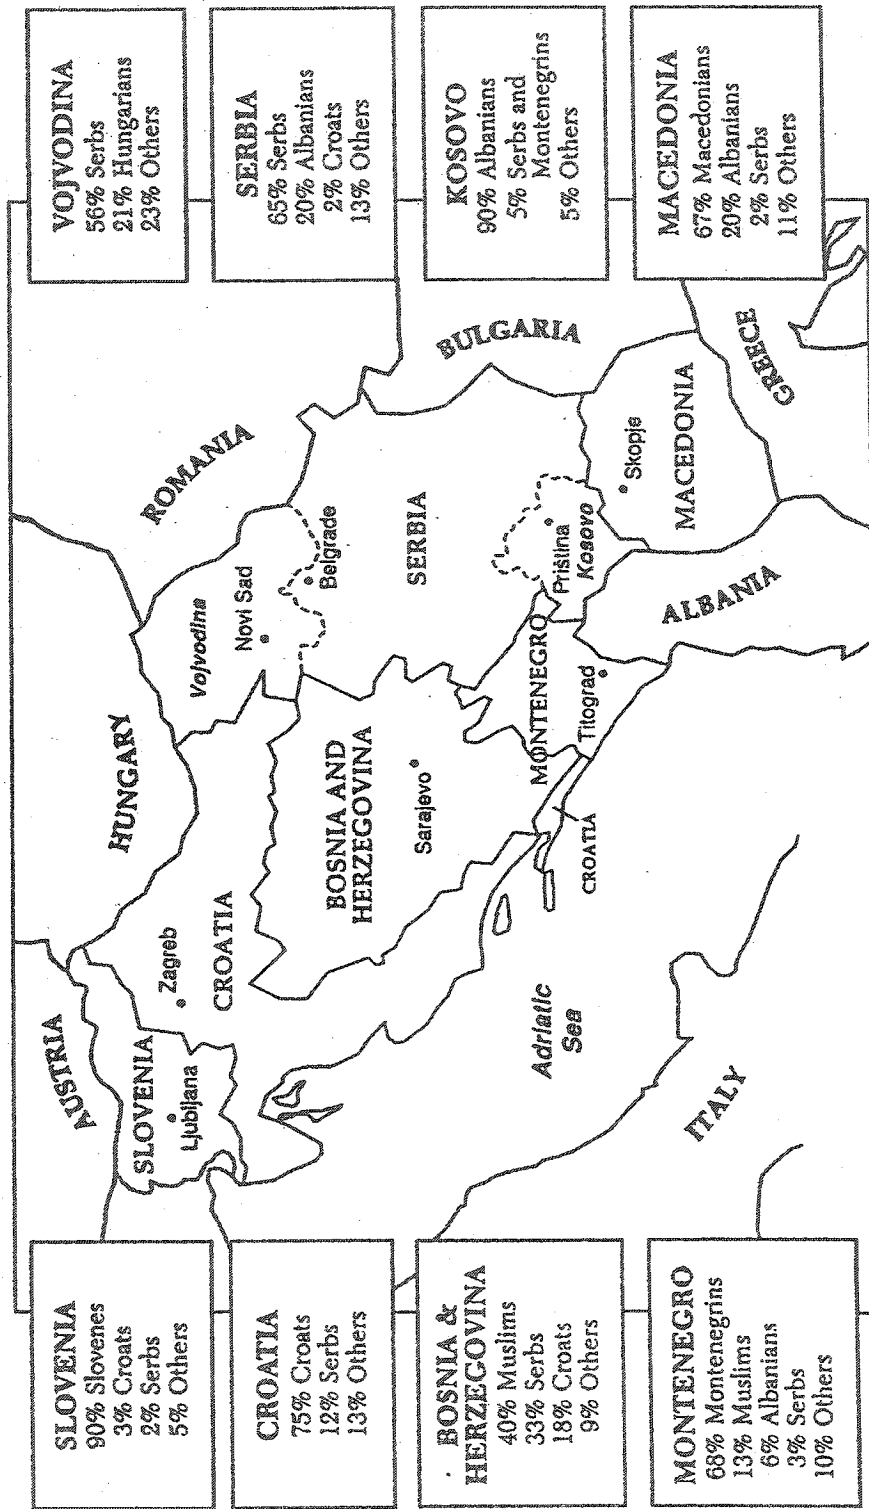 SLOVENIA
90% Slovenes
3% Croats
2% Serbs
5% Others
CROATIA
75% Croats
12% Serbs
13% Others
BOSNIA &
HERZEGOVINA
40% Muslims
33% Serbs
18% Croats
9% Others
MONTENEGRO
68% Montenegrins
13% Muslims
6% Albanians
3% Serbs
10% Others
AUSTRIA
HUNGARY
ROMANIA
SLOVENIA
Ljubljana
Zagreb
CROATIA
Vojvodina
Novi Sad
Belgrade
BOSNIA AND
HERZEGOVINA
Sarajevo
SERBIA
BULGARIA
Adriatic
Sea
CROATIA
MONTENEGRO
Titograd
Priština
Kosovo
Skopje
MACEDONIA
ITALY
ALBANIA
GREECE
VOJVODINA
56% Serbs
21% Hungarians
23% Others
SERBIA
65% Serbs
20% Albanians
2% Croats
13% Others
KOSOVO
90% Albanians
5% Serbs and
Montenegrins
5% Others
MACEDONIA
67% Macedonians
20% Albanians
2% Serbs
11% Others